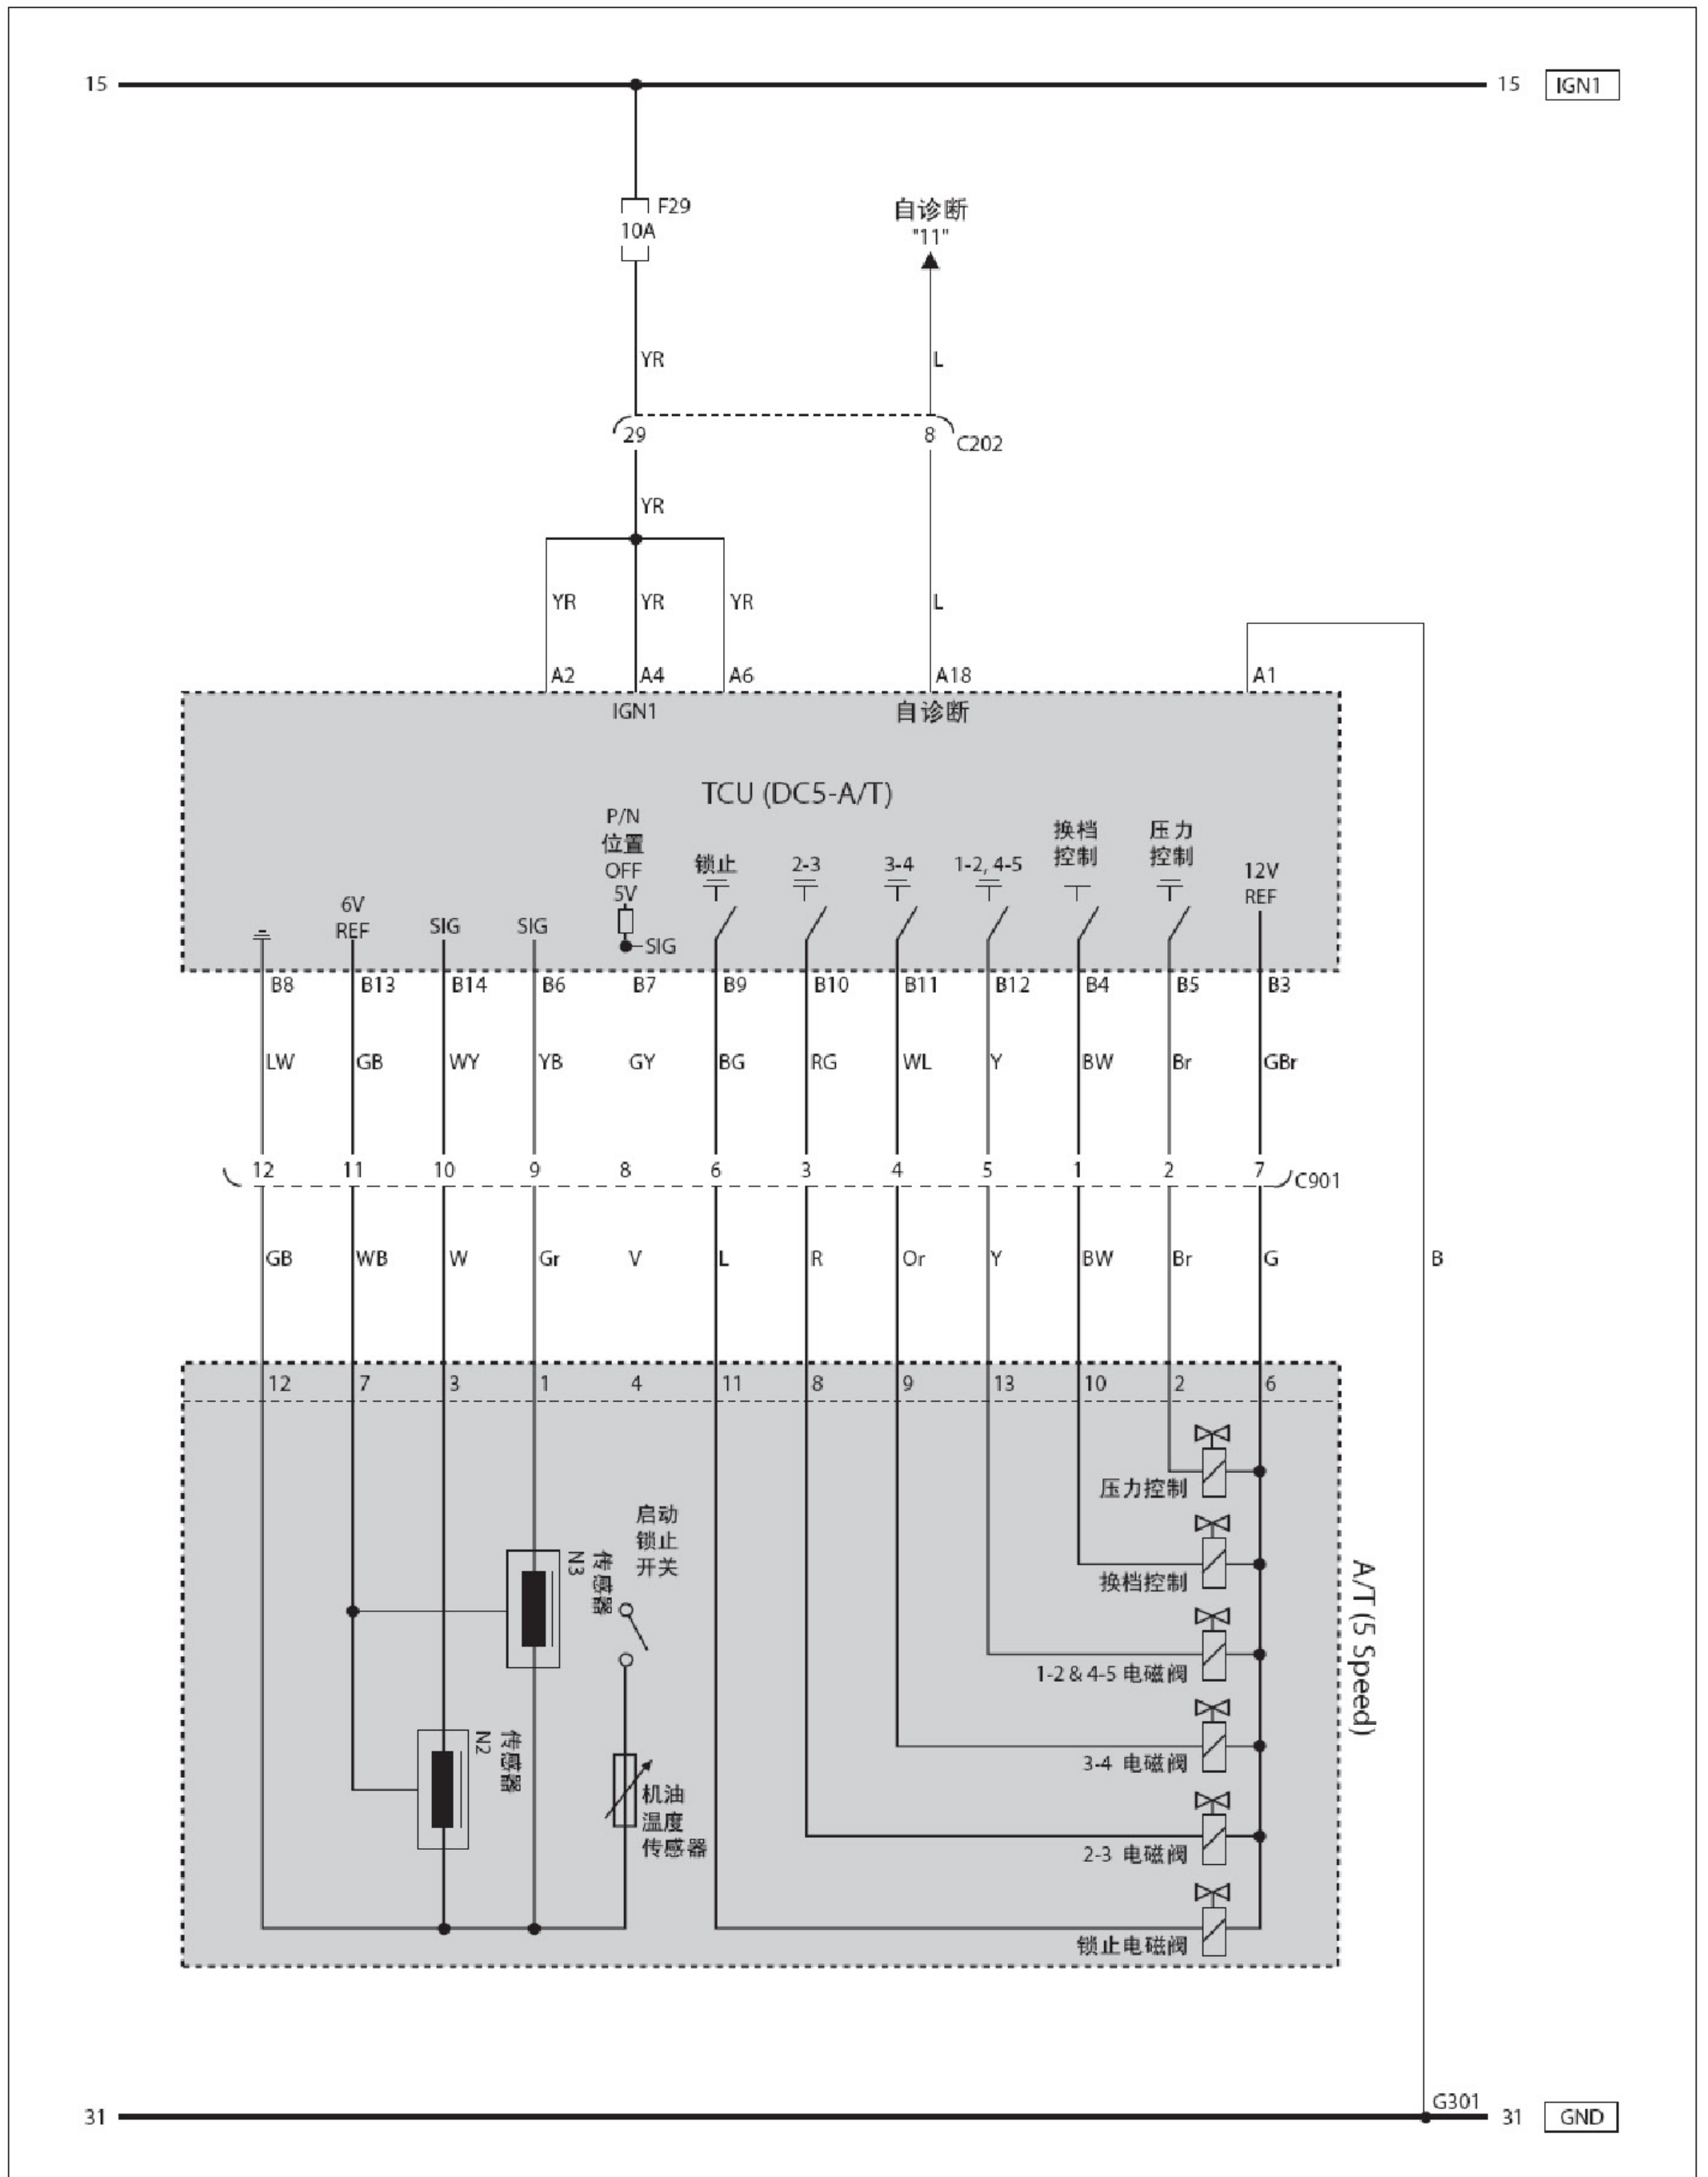 15
15 IGN1
F29
10A
自诊断
"11"
YR
L
29
8
C202
YR
YR
YR
YR
L
A2
A4
A6
A18
A1
IGN1
自诊断
TCU (DC5-A/T)
P/N
位置
OFF
5V
SIG
6V
REF
SIG
SIG
锁止
2-3
3-4
1-2, 4-5
换档
控制
压力
控制
12V
REF
B8
B13
B14
B6
B7
B9
B10
B11
B12
B4
B5
B3
LW
GB
WY
YB
GY
BG
RG
WL
Y
BW
Br
GBr
12
11
10
9
8
6
3
4
5
1
2
7
C901
GB
WB
W
Gr
V
L
R
Or
Y
BW
Br
G
B
12
7
3
1
4
11
8
9
13
10
2
6
压力控制
换档控制
1-2 & 4-5 电磁阀
3-4 电磁阀
2-3 电磁阀
锁止电磁阀
启动
锁止
开关
传感器
N3
传感器
N2
机油
温度
传感器
A/T (5 Speed)
G301
31
31 GND